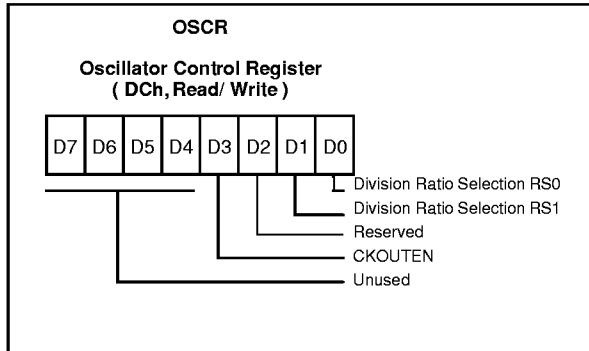 OSCR
Oscillator Control Register
( DCh, Read/ Write )
D7 D6 D5 D4 D3 D2 D1 D0
Division Ratio Selection RS0
Division Ratio Selection RS1
Reserved
CKOUTEN
Unused